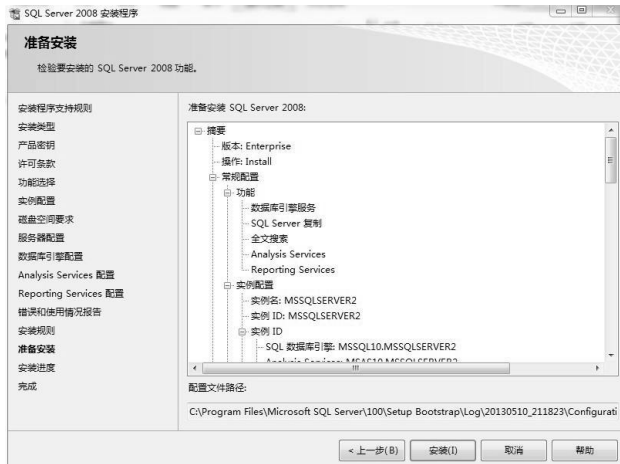 SQL Server 2008 安装程序
准备安装
检验要安装的 SQL Server 2008 功能。
安装程序支持规则
安装类型
产品密钥
许可条款
功能选择
实例配置
磁盘空间要求
服务器配置
数据库引擎配置
Analysis Services 配置
Reporting Services 配置
错误和使用情况报告
安装规则
准备安装
安装进度
完成
准备安装 SQL Server 2008:
摘要
版本: Enterprise
操作: Install
常规配置
功能
数据库引擎服务
SQL Server 复制
全文搜索
Analysis Services
Reporting Services
实例配置
实例名: MSSQLSERVER2
实例 ID: MSSQLSERVER2
实例 ID
SQL 数据库引擎: MSSQL10.MSSQLSERVER2
Analysis Services: MSAS10.MSSQLSERVER2
配置文件路径:
C:\Program Files\Microsoft SQL Server\100\Setup Bootstrap\Log\20130510_211823\Configurati
< 上一步(B)
安装(I)
取消
帮助